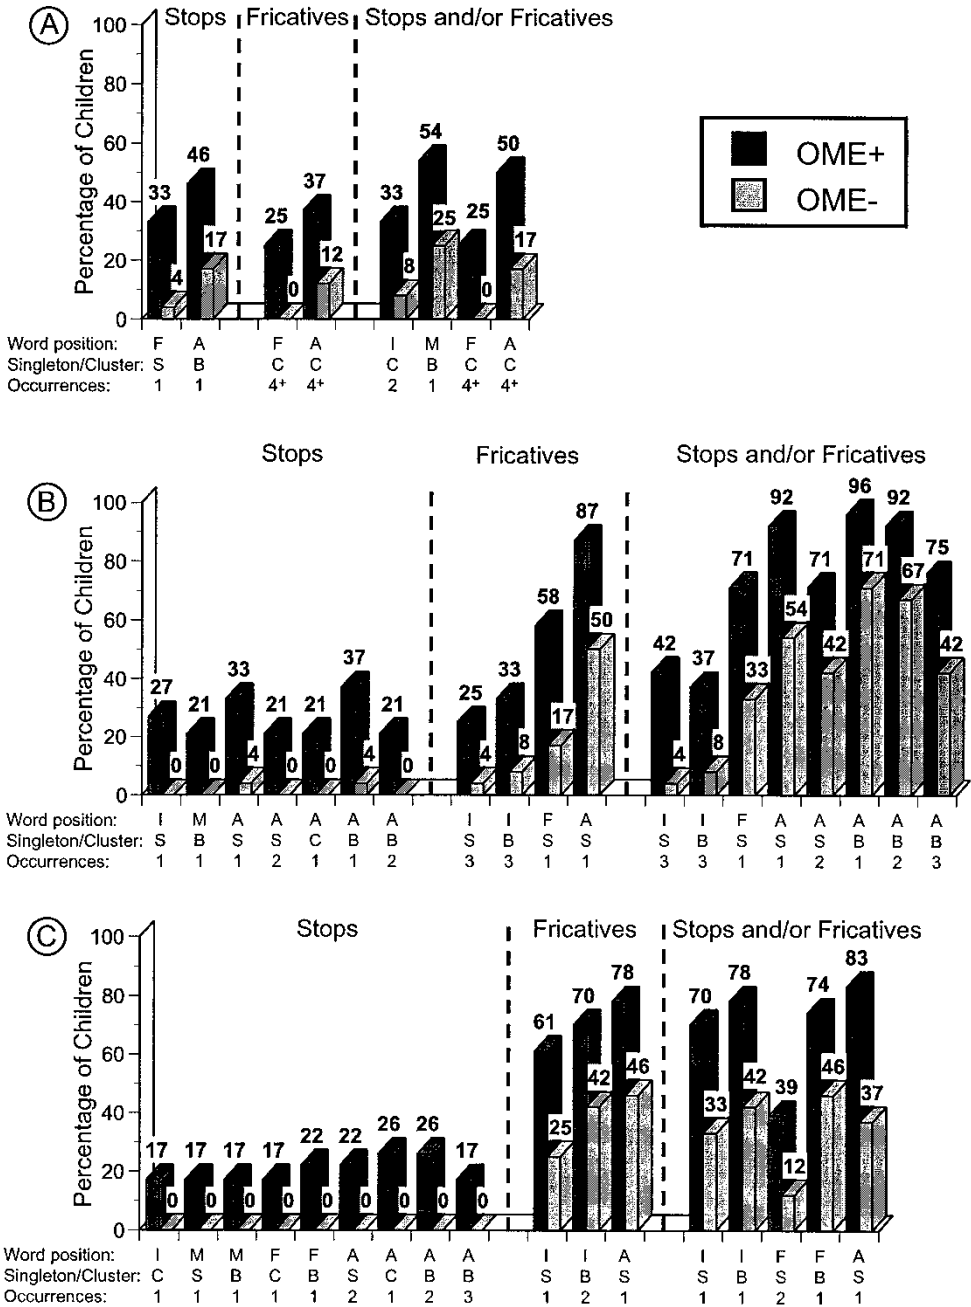 A Stops Fricatives Stops and/or Fricatives
Percentage of Children
100
80
60
40
20
0
33 4 46 17 25 0 37 12 33 8 54 25 25 0 50 17
OME+
OME-
Word position: F A F A I M F A
Singleton/Cluster: S B C C C B C C
Occurrences: 1 1 4+ 4+ 2 1 4+ 4+
B Stops Fricatives Stops and/or Fricatives
Percentage of Children
100
80
60
40
20
0
27 0 21 0 33 4 21 0 21 0 37 4 21 0 25 4 33 8 58 17 87 50 42 4 37 8 71 33 92 54 71 42 96 71 92 67 75 42
Word position: I M A A A A A I I F A I I F A A A A A
Singleton/Cluster: S B S S C B B S B S S S B S S S B B B
Occurrences: 1 1 1 2 1 1 2 3 3 1 1 3 3 1 1 2 1 2 3
C Stops Fricatives Stops and/or Fricatives
Percentage of Children
100
80
60
40
20
0
17 0 17 0 17 0 17 0 22 0 22 0 26 0 26 0 17 0 61 25 70 42 78 46 70 33 78 42 39 12 74 46 83 37
Word position: I M M F F A A A A I I A I I F F A
Singleton/Cluster: C S B C B S C B B S B S S B S B S
Occurrences: 1 1 1 1 1 2 1 2 3 1 2 1 1 1 2 1 1